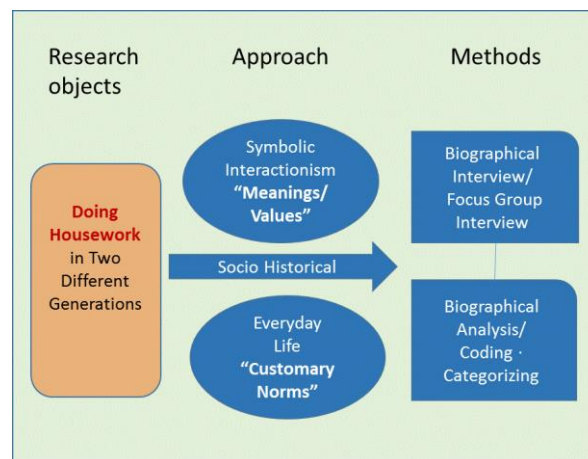 Research
objects
Approach
Methods
Doing
Housework
in Two
Different
Generations
Symbolic
Interactionism
“Meanings/
Values”
Socio Historical
Everyday
Life
“Customary
Norms”
Biographical
Interview/
Focus Group
Interview
Biographical
Analysis/
Coding ·
Categorizing